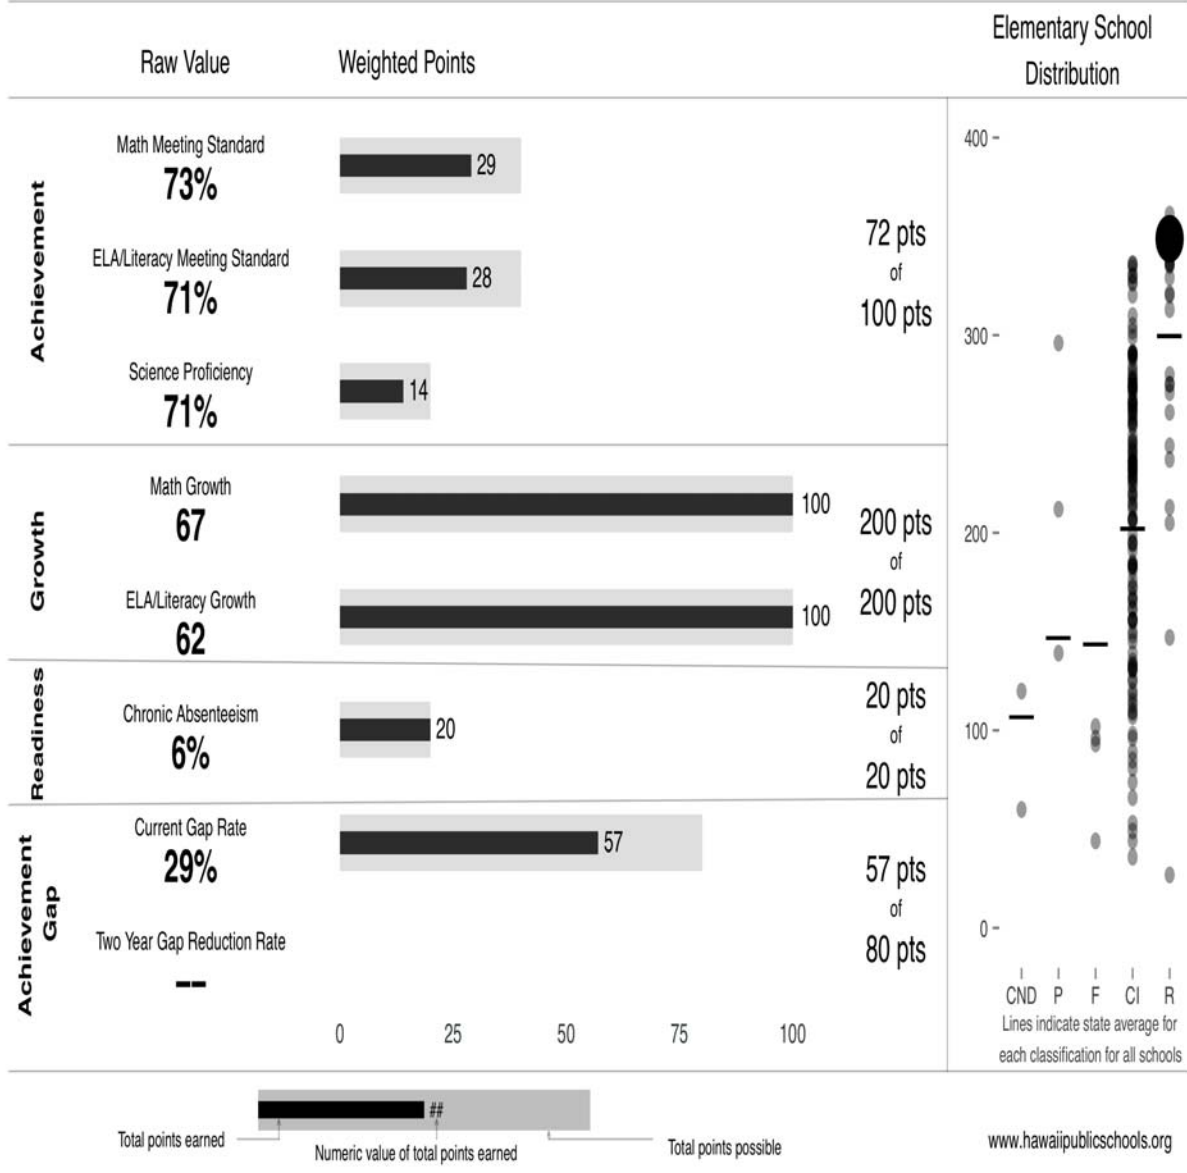 Raw Value
Weighted Points
Elementary School
Distribution
Achievement
Math Meeting Standard
73%
29
ELA/Literacy Meeting Standard
71%
28
Science Proficiency
71%
14
72 pts
of
100 pts
Growth
Math Growth
67
100
ELA/Literacy Growth
62
100
200 pts
of
200 pts
Readiness
Chronic Absenteeism
6%
20
20 pts
of
20 pts
Achievement
Gap
Current Gap Rate
29%
57
Two Year Gap Reduction Rate
--
57 pts
of
80 pts
0 25 50 75 100
400
300
200
100
0
CND P F CI R
Lines indicate state average for
each classification for all schools
##
Total points earned
Numeric value of total points earned
Total points possible
www.hawaiipublicschools.org